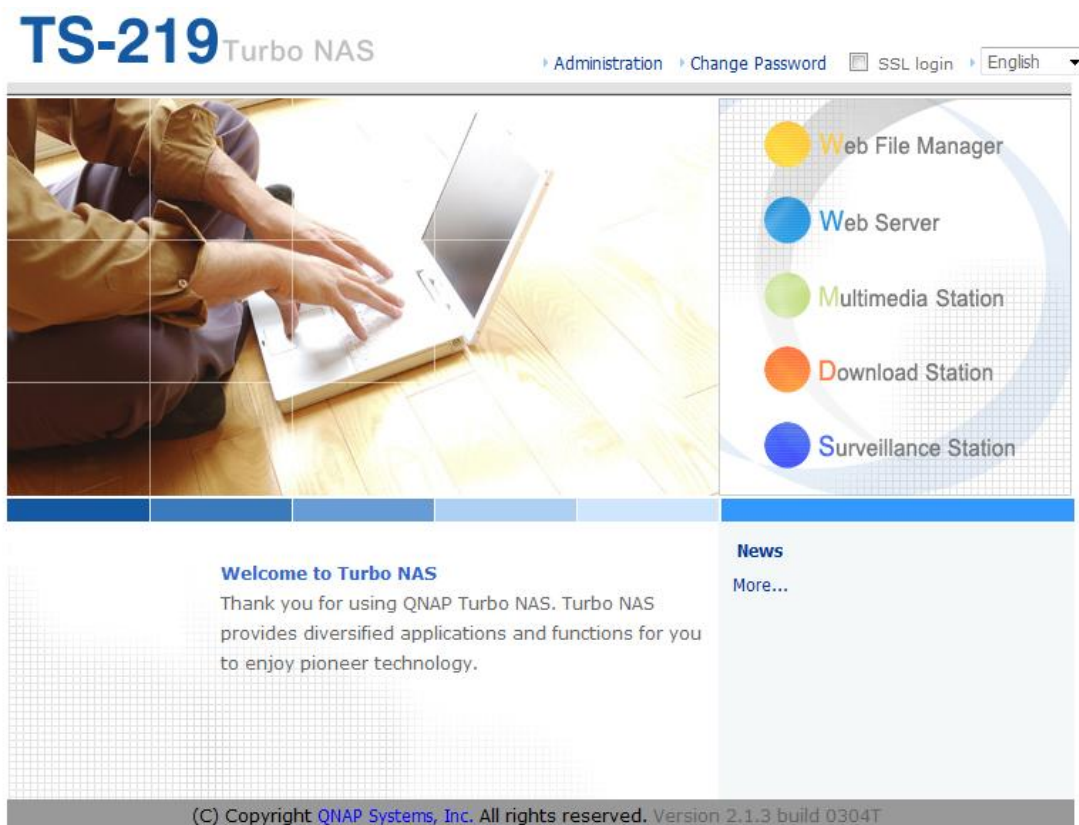 TS-219 Turbo NAS
Administration Change Password SSL login English
Web File Manager
Web Server
Multimedia Station
Download Station
Surveillance Station
News
More...
Welcome to Turbo NAS
Thank you for using QNAP Turbo NAS. Turbo NAS
provides diversified applications and functions for you
to enjoy pioneer technology.
(C) Copyright QNAP Systems, Inc. All rights reserved. Version 2.1.3 build 0304T